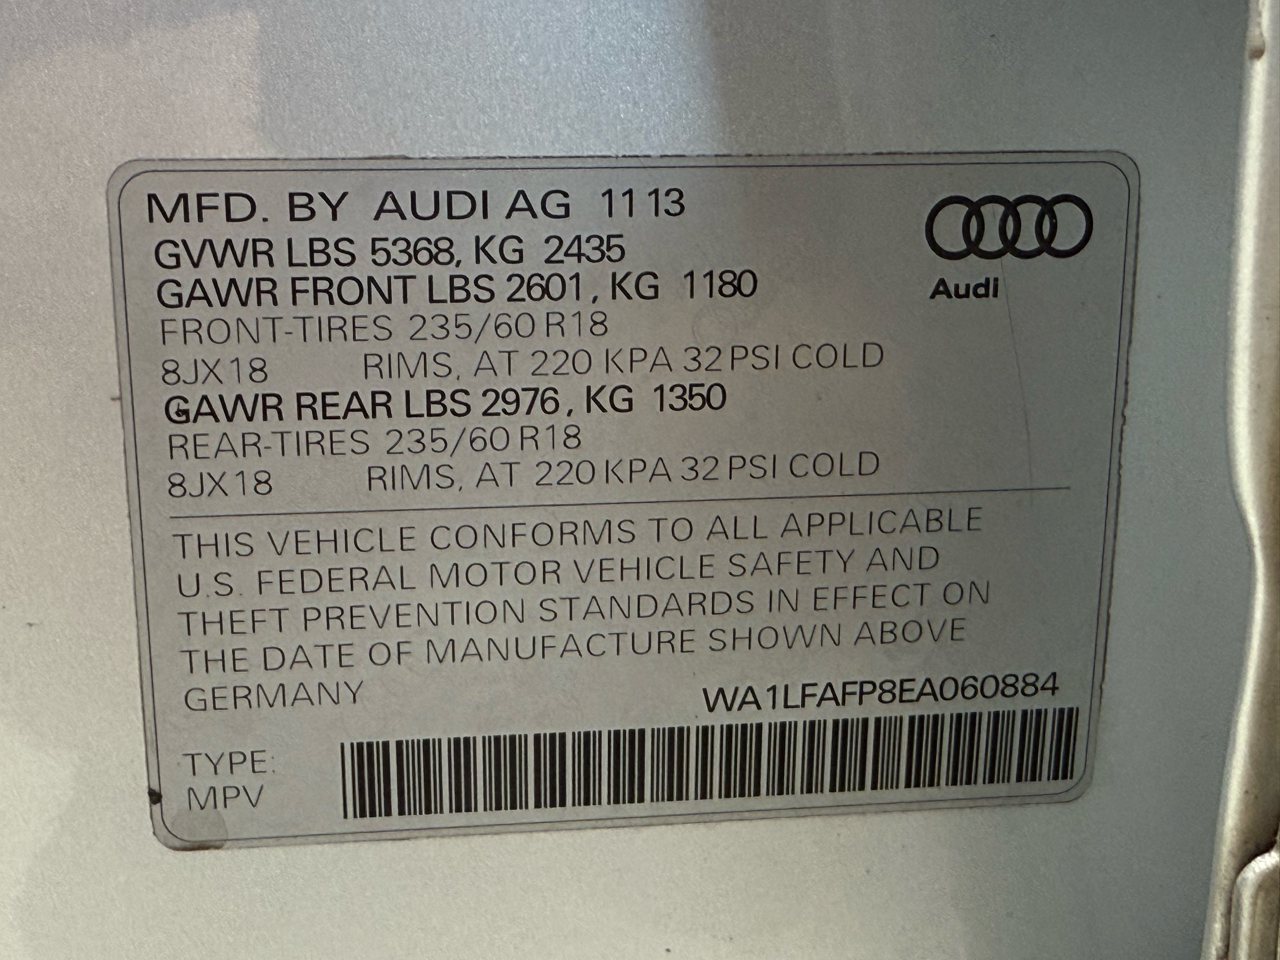 MFD. BY AUDI AG 11 13
GVWR LBS 5368, KG 2435
GAWR FRONT LBS 2601, KG 1180
FRONT-TIRES 235/60 R18
8JX18 RIMS, AT 220 KPA 32 PSI COLD
GAWR REAR LBS 2976, KG 1350
REAR-TIRES 235/60 R18
8JX18 RIMS, AT 220 KPA 32 PSI COLD
Audi
THIS VEHICLE CONFORMS TO ALL APPLICABLE
U.S. FEDERAL MOTOR VEHICLE SAFETY AND
THEFT PREVENTION STANDARDS IN EFFECT ON
THE DATE OF MANUFACTURE SHOWN ABOVE
GERMANY WA1LFAFP8EA060884
TYPE:
MPV